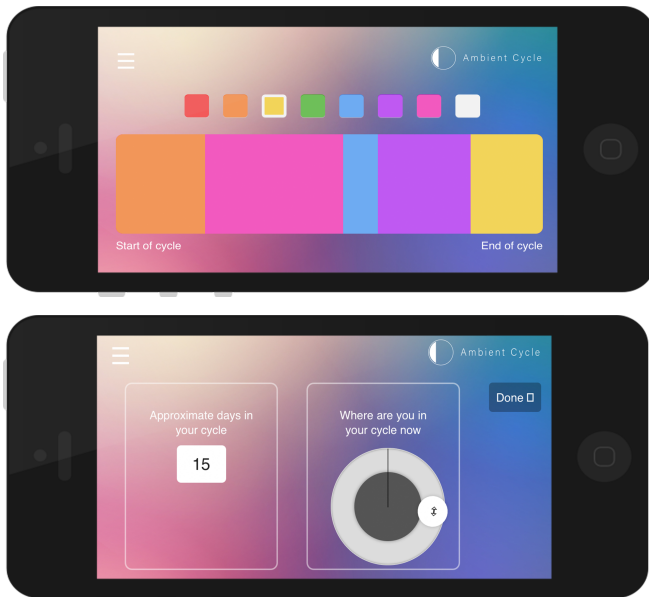 Ambient Cycle
Start of cycle
End of cycle
Ambient Cycle
Approximate days in
your cycle
15
Where are you in
your cycle now
Done